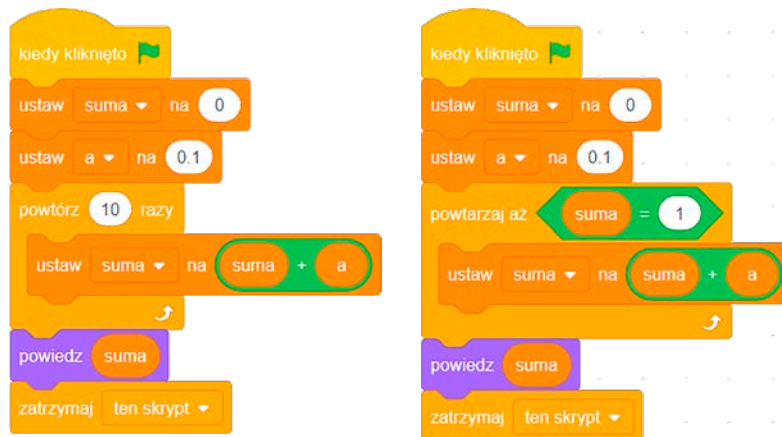 kiedy kliknięto
ustaw suma na 0
ustaw a na 0.1
powtórz 10 razy
ustaw suma na suma + a
powiedz suma
zatrzymaj ten skrypt
kiedy kliknięto
ustaw suma na 0
ustaw a na 0.1
powtarzaj aż suma = 1
ustaw suma na suma + a
powiedz suma
zatrzymaj ten skrypt